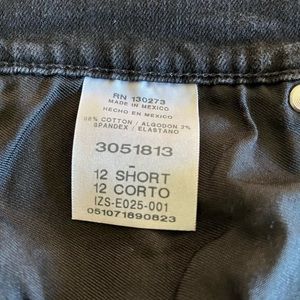 RN 130273
MADE IN MEXICO
HECHO EN MEXICO
98% COTTON / ALGODON 2%
SPANDEX / ELASTANO
3051813
-
12 SHORT
12 CORTO
IZS-E025-001
051071890823